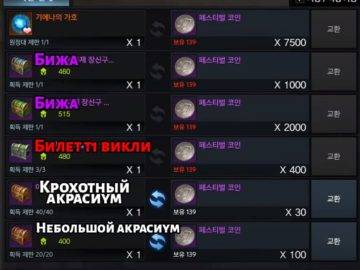 기에나의 가호
원정대 제한 1/1
X 1
페스티벌 코인
보유 139
X 7500
교환
Бижа
장신구...
460
획득 제한 1/1
X 1
페스티벌 코인
보유 139
X 1000
교환
Бижа
장신구...
515
획득 제한 1/1
X 1
페스티벌 코인
보유 139
X 2000
교환
Билет т1 викли
480
획득 제한 3/3
X 1
페스티벌 코인
보유 139
X 400
교환
Крохотный акрасиум
획득 제한 40/40
X 1
페스티벌 코인
보유 139
X 30
교환
Небольшой акрасиум
400
획득 제한 20/20
X 1
페스티벌 코인
보유 139
X 100
교환